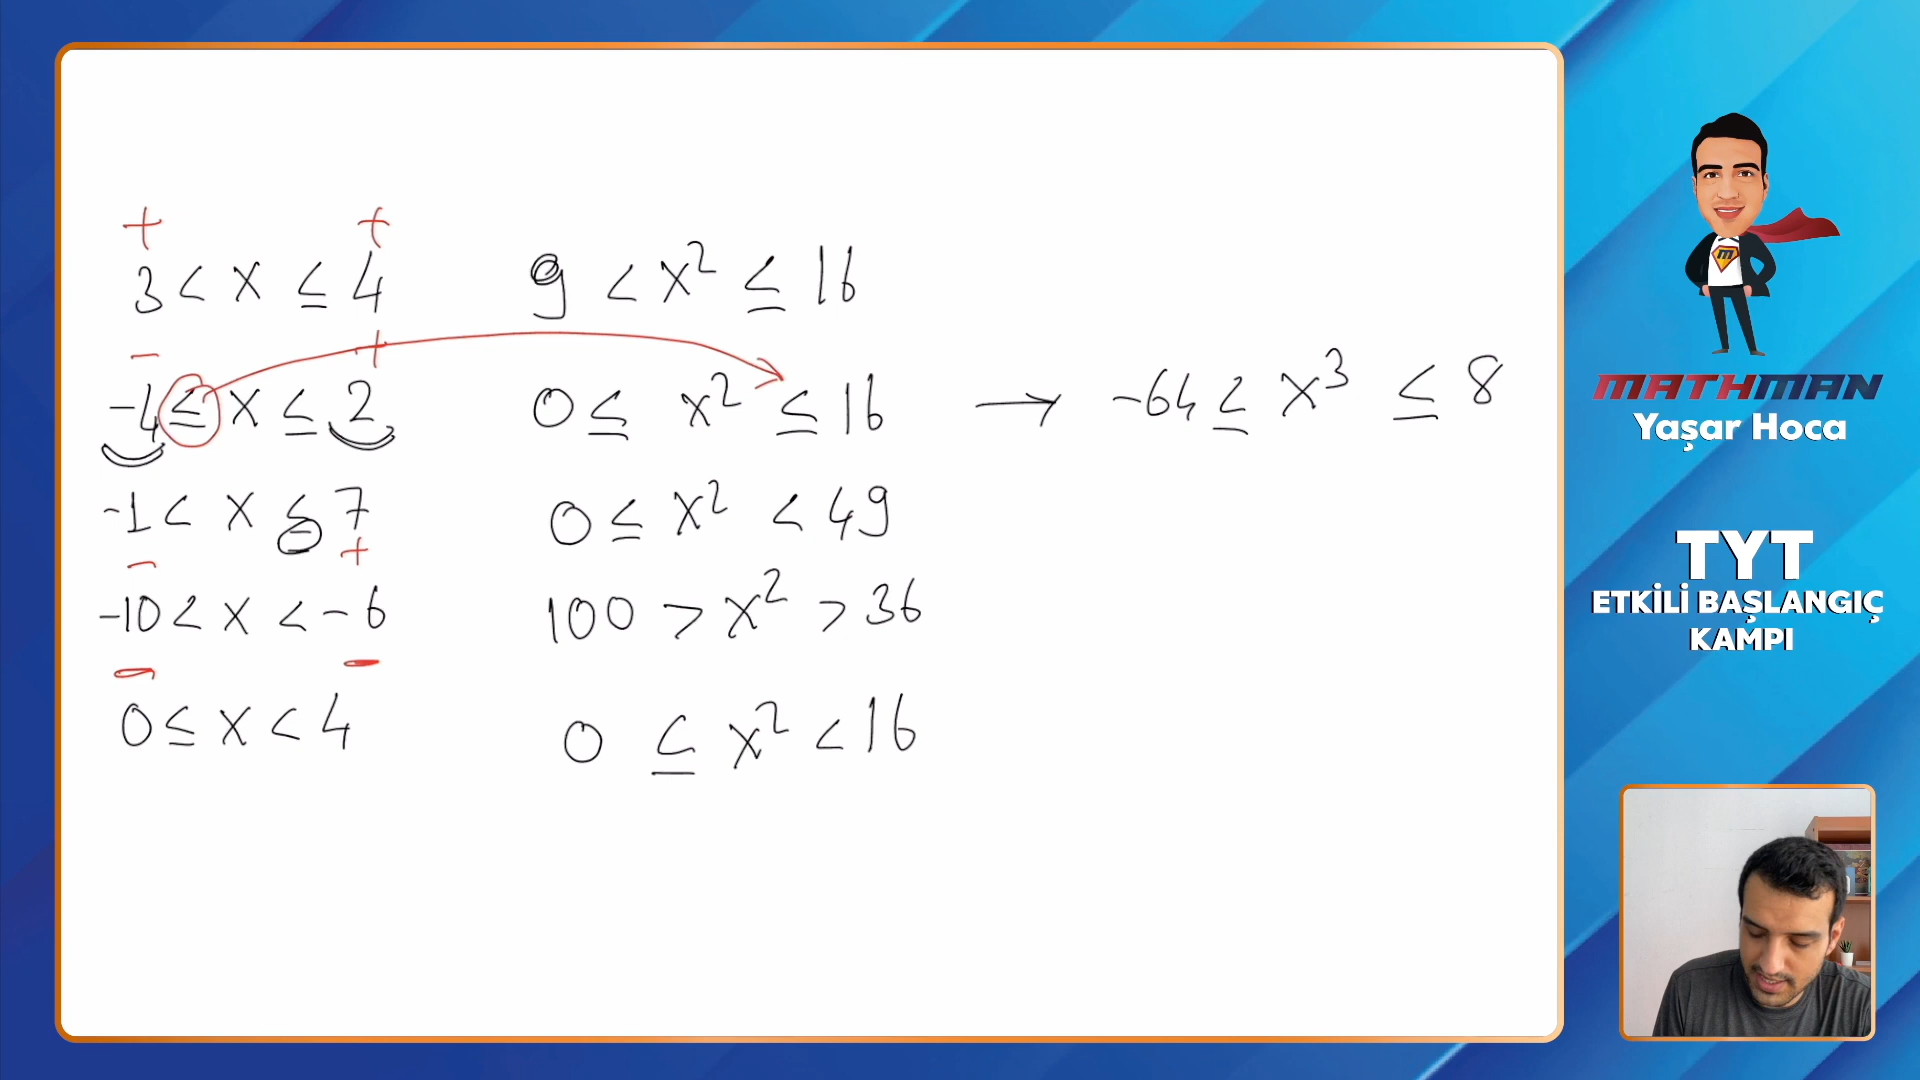 + +
3 < x ≤ 4 9 < x² ≤ 16
- +
-4 ≤ x ≤ 2 0 ≤ x² ≤ 16 → -64 ≤ x³ ≤ 8
-1 < x ≤ 7 0 ≤ x² < 49
- +
-10 < x < -6 100 > x² > 36
- -
0 ≤ x < 4 0 ≤ x² < 16
m
MATHMAN
Yaşar Hoca
TYT
ETKİLİ BAŞLANGIÇ
KAMPI